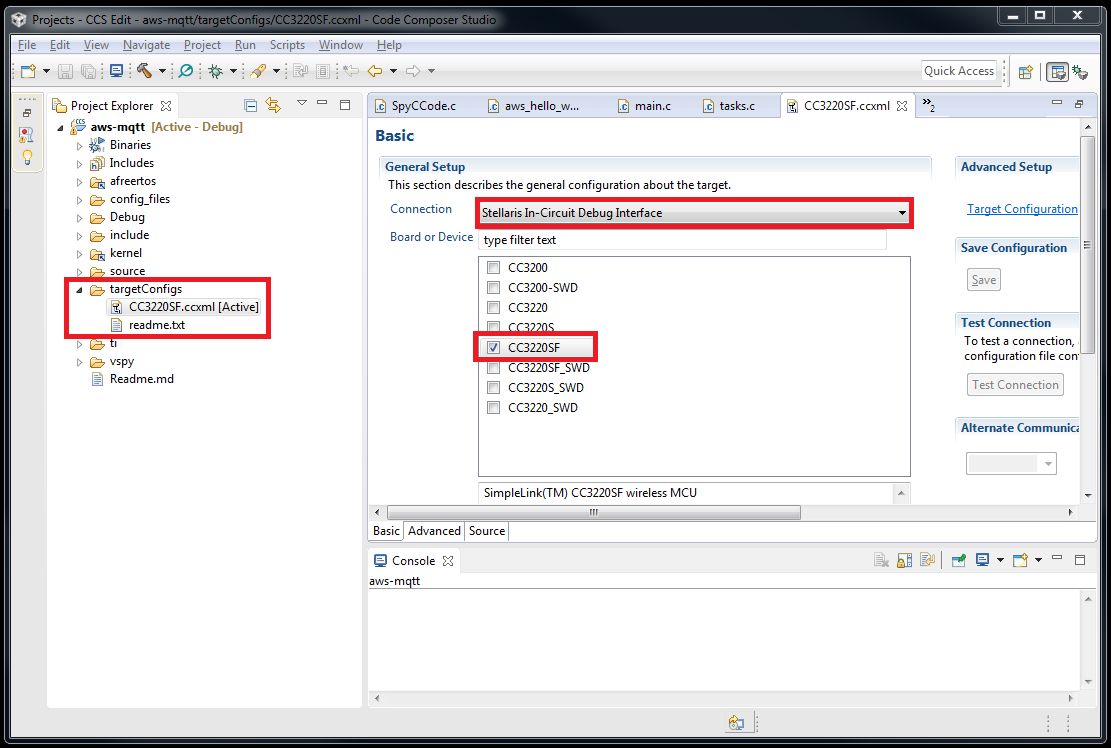 Projects - CCS Edit - aws-mqtt/targetConfigs/CC3220SF.ccxml - Code Composer Studio
File Edit View Navigate Project Run Scripts Window Help
Quick Access
Project Explorer
aws-mqtt [Active - Debug]
Binaries
Includes
afreertos
config_files
Debug
include
kernel
source
targetConfigs
CC3220SF.ccxml [Active]
readme.txt
ti
vspy
Readme.md
SpyCCode.c aws_hello_w... main.c tasks.c CC3220SF.ccxml »2
Basic
General Setup
This section describes the general configuration about the target.
Connection Stellaris In-Circuit Debug Interface
Board or Device type filter text
CC3200
CC3200-SWD
CC3220
CC3220S
CC3220SF
CC3220SF_SWD
CC3220S_SWD
CC3220_SWD
SimpleLink(TM) CC3220SF wireless MCU
Advanced Setup
Target Configuration
Save Configuration
Save
Test Connection
To test a connection,
configuration file con
Test Connection
Alternate Communica
Basic Advanced Source
Console
aws-mqtt